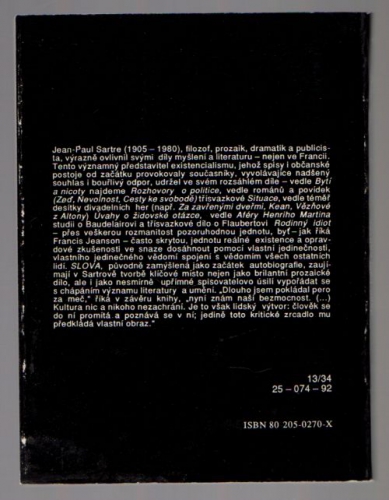 Jean-Paul Sartre (1905 – 1980), filozof, prozaik, dramatik a publicis-
ta, výrazně ovlivnil svými díly myšlení a literaturu – nejen ve Francii.
Tento významný představitel existencialismu, jehož spisy i občanské
postoje od začátku provokovaly současníky, vyvolávajíce nadšený
souhlas i bouřlivý odpor, udržel ve svém rozsáhlém díle – vedle Bytí
a nicoty najdeme Rozhovory o politice, vedle románů a povídek
(Zeď, Nevolnost, Cesty ke svobodě) třísvazkové Situace, vedle téměř
desítky divadelních her (např. Za zavřenými dveřmi, Kean, Vězňové
z Altony) Úvahy o židovské otázce, vedle Aféry Henriho Martina
studii o Baudelairovi a třísvazkové dílo o Flaubertovi Rodinný idiot
– přes veškerou rozmanitost pozoruhodnou jednotu, byť – jak říká
Francis Jeanson – často skrytou, jednotu reálné existence a oprav-
dové zkušenosti ve snaze dosáhnout pomocí vlastní jedinečnosti,
vlastního jedinečného vědomí spojení s vědomím všech ostatních
lidí. SLOVA, původně zamýšlená jako začátek autobiografie, zaují-
mají v Sartrově tvorbě klíčové místo nejen jako brilantní prozaické
dílo, ale i jako nesmírně upřímné spisovatelovo úsilí vypořádat se
s chápáním významu literatury a umění. „Dlouho jsem pokládal pero
za meč," říká v závěru knihy, „nyní znám naši bezmocnost. (...)
Kultura nic a nikoho nezachrání. Je to však lidský výtvor: člověk se
do ní promítá a poznává se v ní; jedině toto kritické zrcadlo mu
předkládá vlastní obraz."
13/34
25 – 074 – 92
ISBN 80 205-0270-X